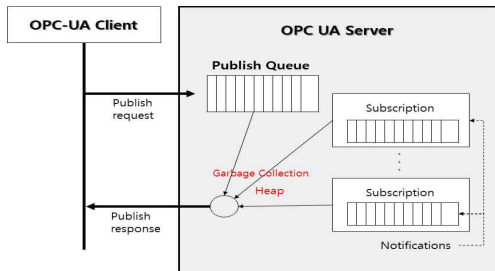 OPC-UA Client
OPC UA Server
Publish Queue
Publish
request
Subscription
Garbage Collection
Heap
Subscription
Publish
response
Notifications